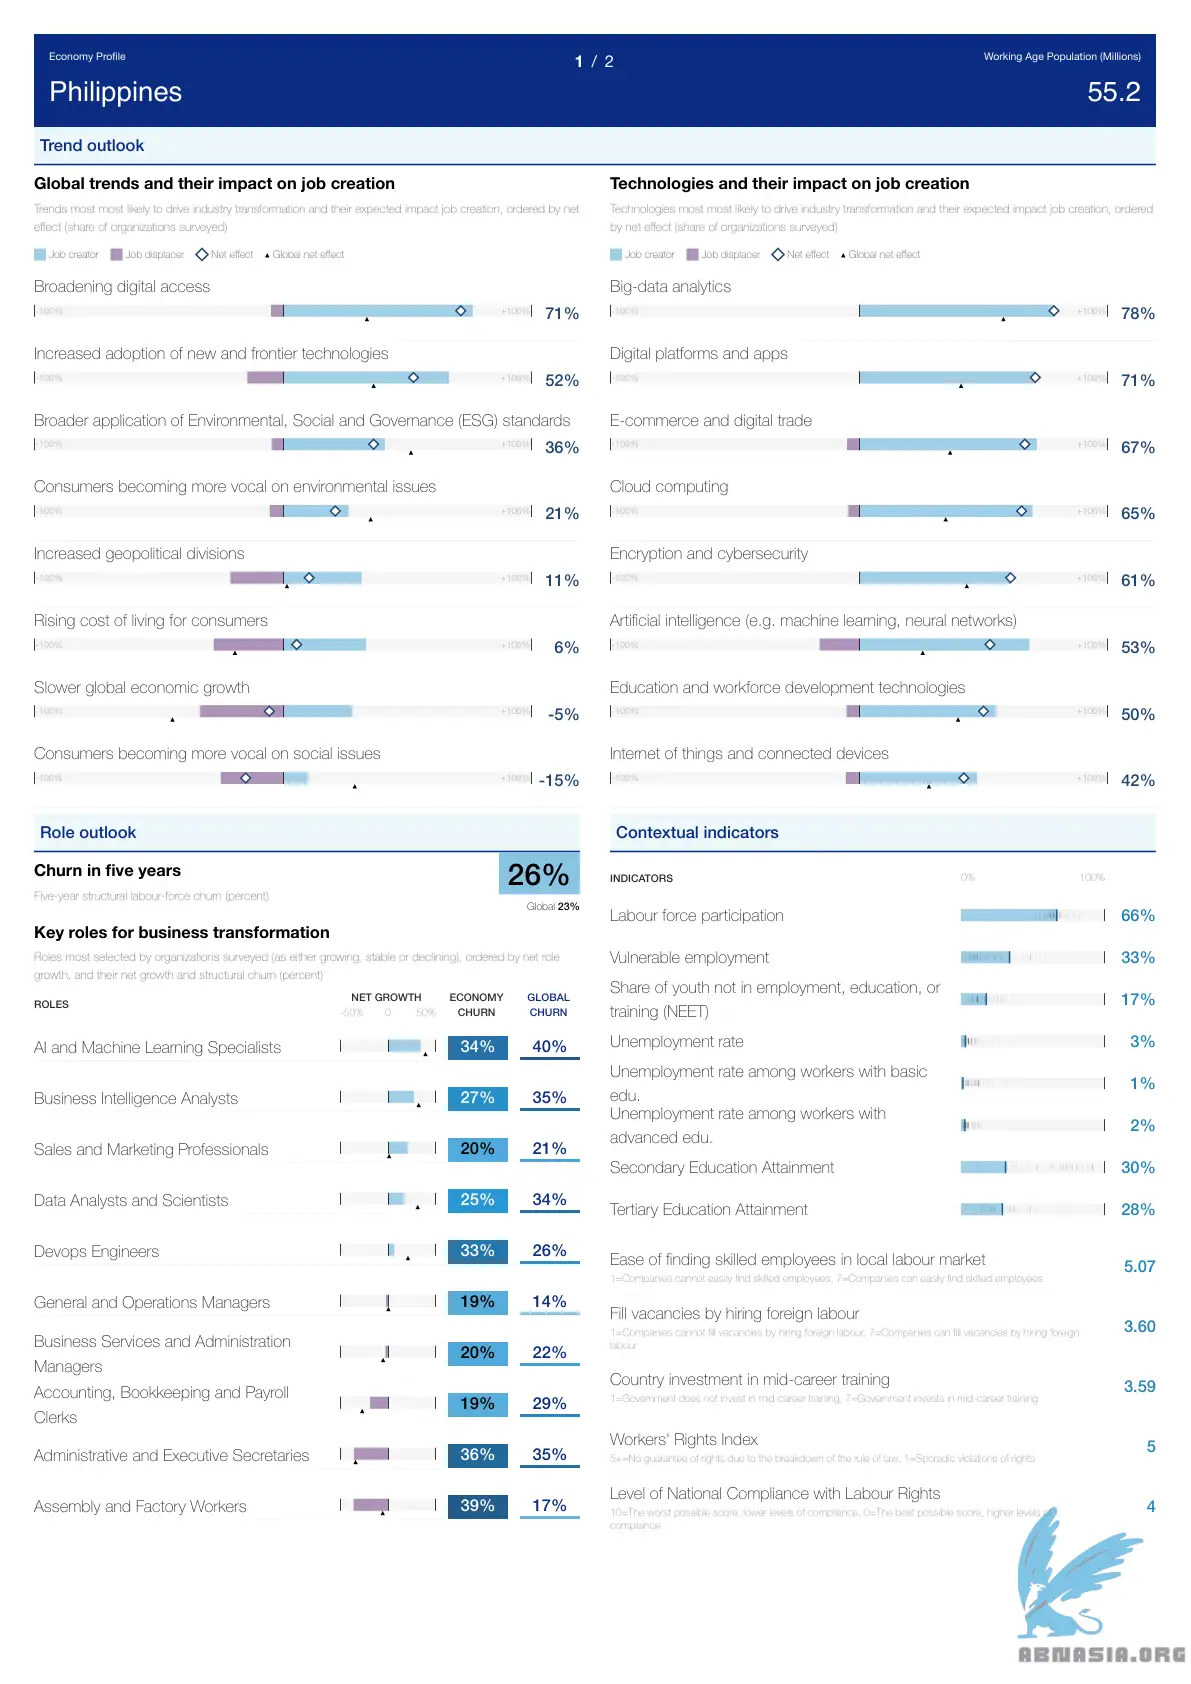 Economy Profile
1 / 2
Working Age Population (Millions)
Philippines
55.2
Trend outlook
Global trends and their impact on job creation
Trends most most likely to drive industry transformation and their expected impact job creation, ordered by net
effect (share of organizations surveyed)
Job creator Job displacer Net effect Global net effect
Broadening digital access
-100% +100% 71%
Increased adoption of new and frontier technologies
-100% +100% 52%
Broader application of Environmental, Social and Governance (ESG) standards
-100% +100% 36%
Consumers becoming more vocal on environmental issues
-100% +100% 21%
Increased geopolitical divisions
-100% +100% 11%
Rising cost of living for consumers
-100% +100% 6%
Slower global economic growth
-100% +100% -5%
Consumers becoming more vocal on social issues
-100% +100% -15%
Technologies and their impact on job creation
Technologies most most likely to drive industry transformation and their expected impact job creation, ordered
by net effect (share of organizations surveyed)
Job creator Job displacer Net effect Global net effect
Big-data analytics
-100% +100% 78%
Digital platforms and apps
-100% +100% 71%
E-commerce and digital trade
-100% +100% 67%
Cloud computing
-100% +100% 65%
Encryption and cybersecurity
-100% +100% 61%
Artificial intelligence (e.g. machine learning, neural networks)
-100% +100% 53%
Education and workforce development technologies
-100% +100% 50%
Internet of things and connected devices
-100% +100% 42%
Role outlook
Churn in five years
26%
Five-year structural labour-force churn (percent)
Global 23%
Key roles for business transformation
Roles most selected by organizations surveyed (as either growing, stable or declining), ordered by net role
growth, and their net growth and structural churn (percent)
ROLES NET GROWTH ECONOMY GLOBAL
-50% 0 50% CHURN CHURN
AI and Machine Learning Specialists 34% 40%
Business Intelligence Analysts 27% 35%
Sales and Marketing Professionals 20% 21%
Data Analysts and Scientists 25% 34%
Devops Engineers 33% 26%
General and Operations Managers 19% 14%
Business Services and Administration
Managers 20% 22%
Accounting, Bookkeeping and Payroll
Clerks 19% 29%
Administrative and Executive Secretaries 36% 35%
Assembly and Factory Workers 39% 17%
Contextual indicators
INDICATORS 0% 100%
Labour force participation 66%
Vulnerable employment 33%
Share of youth not in employment, education, or
training (NEET) 17%
Unemployment rate 3%
Unemployment rate among workers with basic
edu. 1%
Unemployment rate among workers with
advanced edu. 2%
Secondary Education Attainment 30%
Tertiary Education Attainment 28%
Ease of finding skilled employees in local labour market 5.07
1=Companies cannot easily find skilled employees, 7=Companies can easily find skilled employees
Fill vacancies by hiring foreign labour 3.60
1=Companies cannot fill vacancies by hiring foreign labour, 7=Companies can fill vacancies by hiring foreign
labour
Country investment in mid-career training 3.59
1=Government does not invest in mid-career training, 7=Government invests in mid-career training
Workers' Rights Index 5
5+=No guarantee of rights due to the breakdown of the rule of law, 1=Sporadic violations of rights
Level of National Compliance with Labour Rights 4
10=The worst possible score, lower levels of compliance, 0=The best possible score, higher levels of
compliance
ABNASIA.ORG